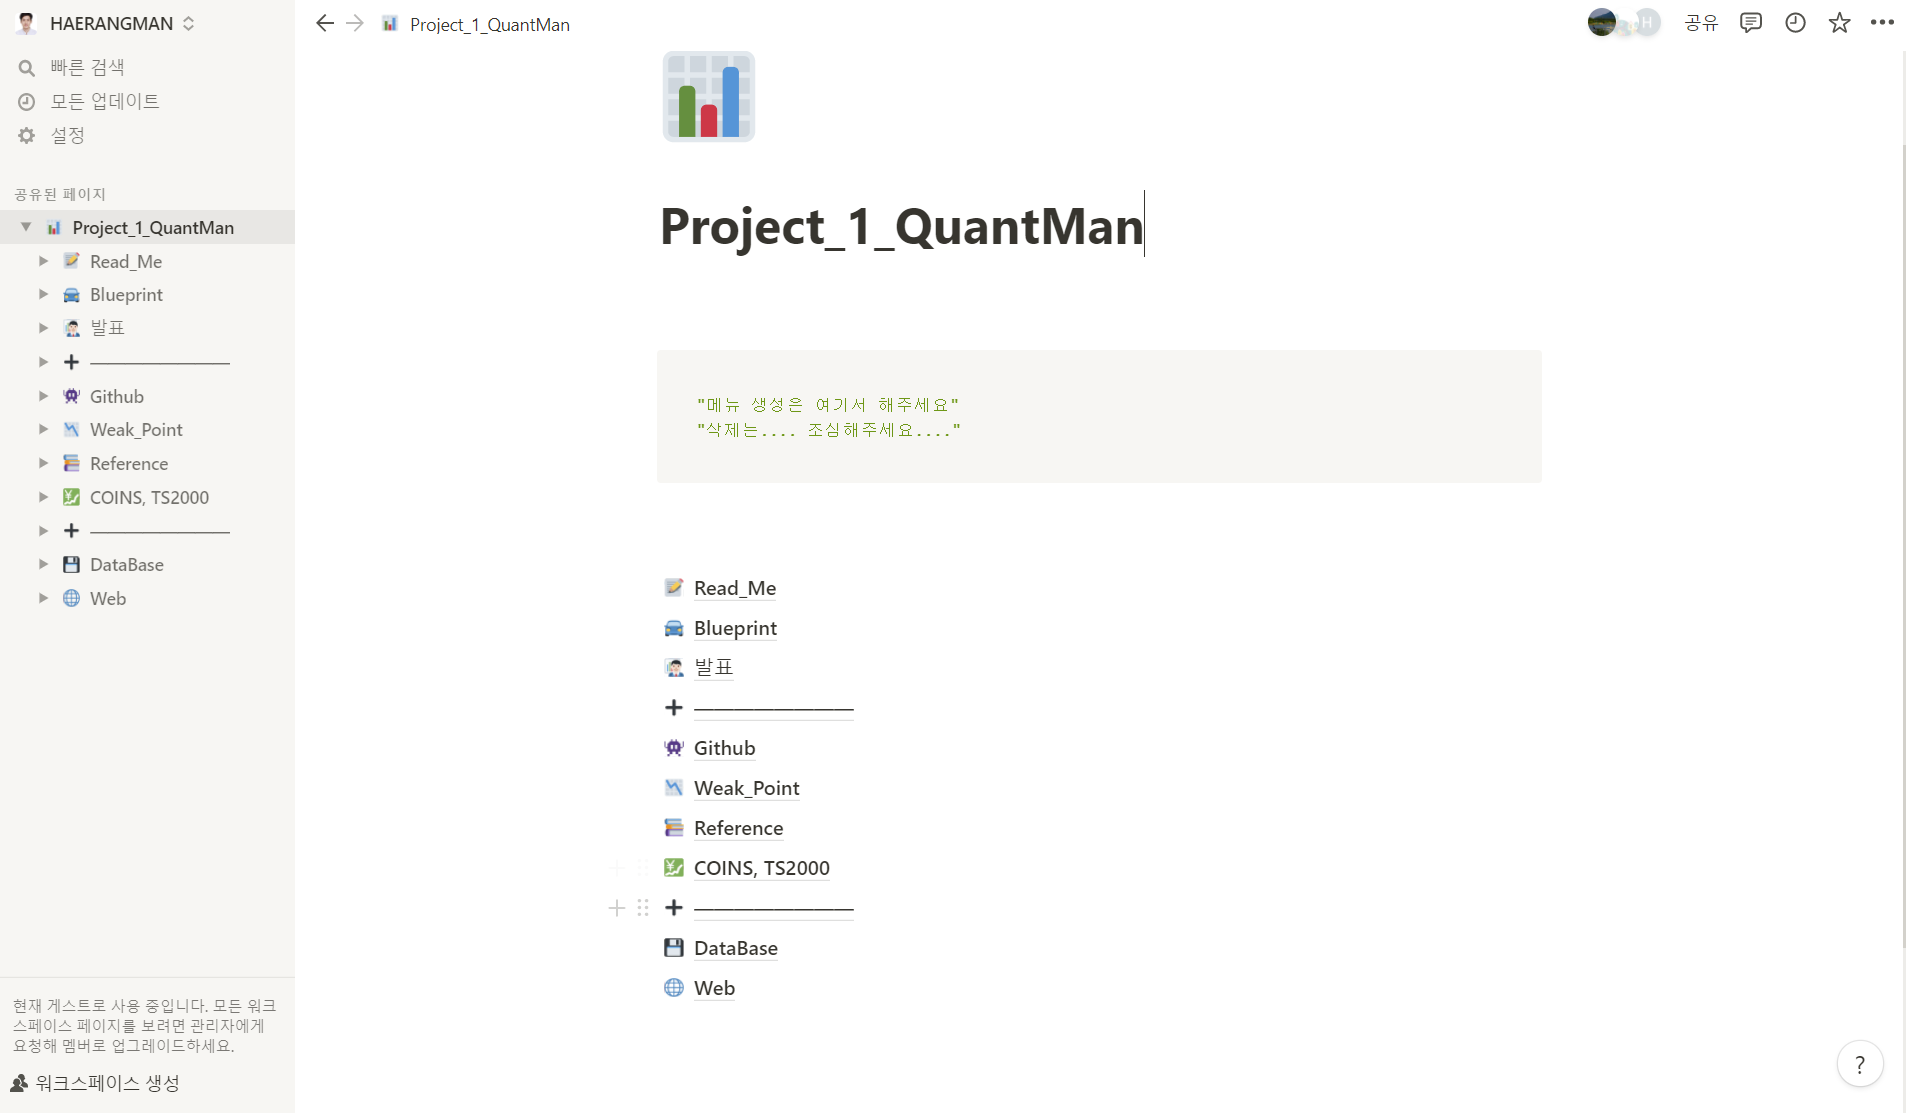 HAERANGMAN
빠른 검색
모든 업데이트
설정
공유된 페이지
Project_1_QuantMan
Read_Me
Blueprint
발표
————————
Github
Weak_Point
Reference
COINS, TS2000
————————
DataBase
Web
현재 게스트로 사용 중입니다. 모든 워크
스페이스 페이지를 보려면 관리자에게
요청해 멤버로 업그레이드하세요.
워크스페이스 생성
Project_1_QuantMan
H
공유
Project_1_QuantMan
"메뉴 생성은 여기서 해주세요"
"삭제는.... 조심해주세요...."
Read_Me
Blueprint
발표
————————
Github
Weak_Point
Reference
COINS, TS2000
————————
DataBase
Web
?